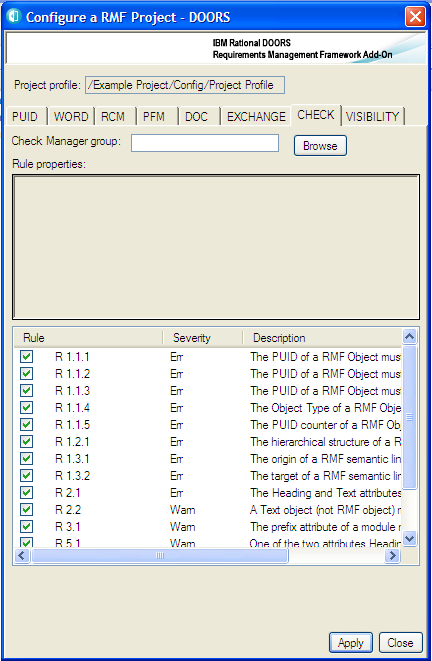 Configure a RMF Project - DOORS
IBM Rational DOORS
Requirements Management Framework Add-On
Project profile: /Example Project/Config/Project Profile
PUID WORD RCM PFM DOC EXCHANGE CHECK VISIBILITY
Check Manager group: Browse
Rule properties:
Rule Severity Description
R 1.1.1 Err The PUID of a RMF Object mus
R 1.1.2 Err The PUID of a RMF Object mus
R 1.1.3 Err The PUID of a RMF Object mus
R 1.1.4 Err The Object Type of a RMF Obje
R 1.1.5 Err The PUID counter of a RMF Ob
R 1.2.1 Err The hierarchical structure of a R
R 1.3.1 Err The origin of a RMF semantic lin
R 1.3.2 Err The target of a RMF semantic lin
R 2.1 Err The Heading and Text attributes
R 2.2 Warn A Text object (not RMF object) r
R 3.1 Warn The prefix attribute of a module r
R 5.1 Warn One of the two attributes Headin
Apply Close